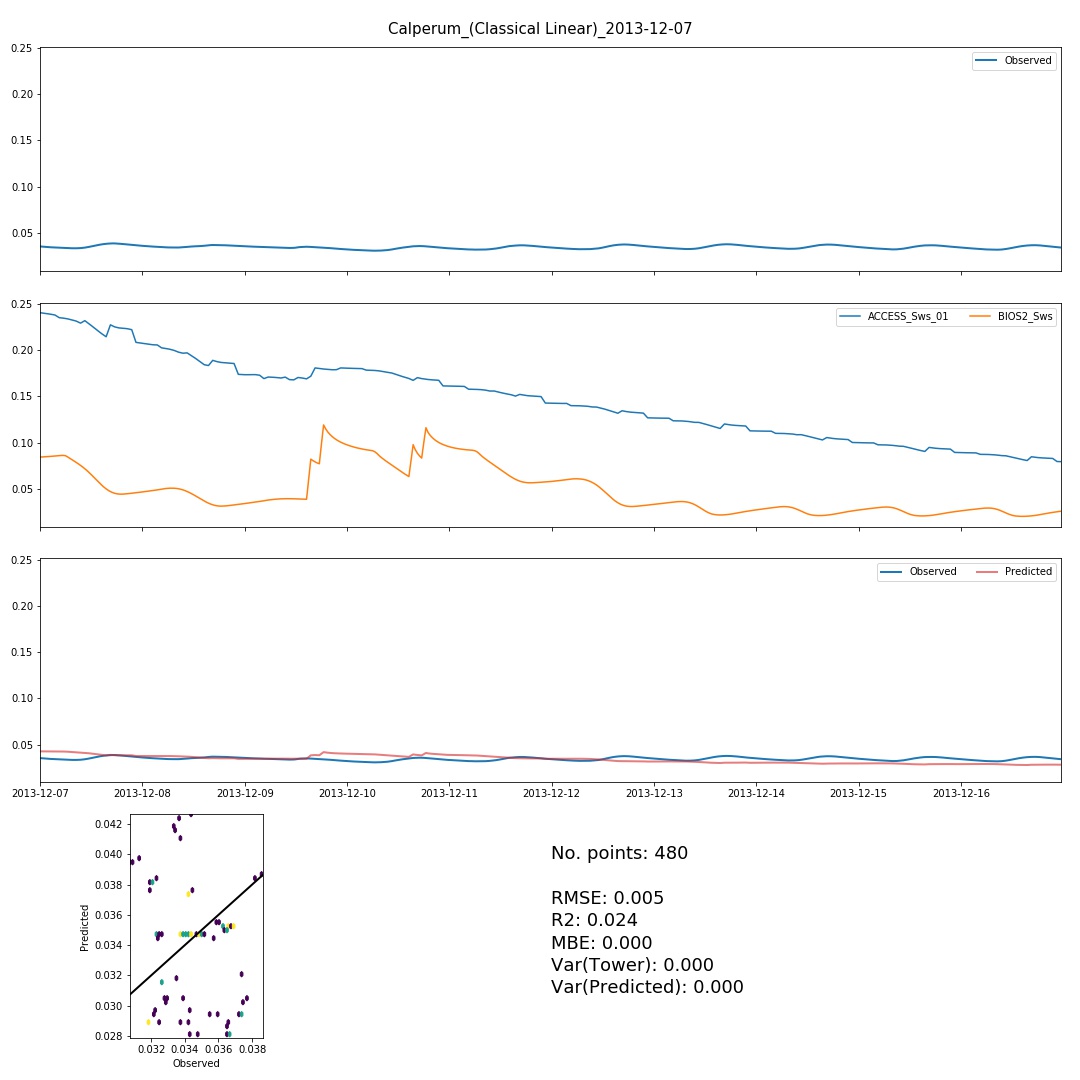 Calperum_(Classical Linear)_2013-12-07
0.25
0.20
0.15
0.10
0.05
Observed
0.25
0.20
0.15
0.10
0.05
ACCESS_Sws_01 BIOS2_Sws
0.25
0.20
0.15
0.10
0.05
Observed Predicted
2013-12-07 2013-12-08 2013-12-09 2013-12-10 2013-12-11 2013-12-12 2013-12-13 2013-12-14 2013-12-15 2013-12-16
0.042
0.040
0.038
0.036
0.034
0.032
0.030
0.028
Predicted
0.032 0.034 0.036 0.038
Observed
No. points: 480
RMSE: 0.005
R2: 0.024
MBE: 0.000
Var(Tower): 0.000
Var(Predicted): 0.000